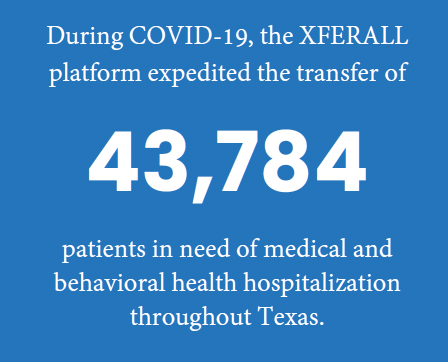 During COVID-19, the XFERALL
platform expedited the transfer of
43,784
patients in need of medical and
behavioral health hospitalization
throughout Texas.